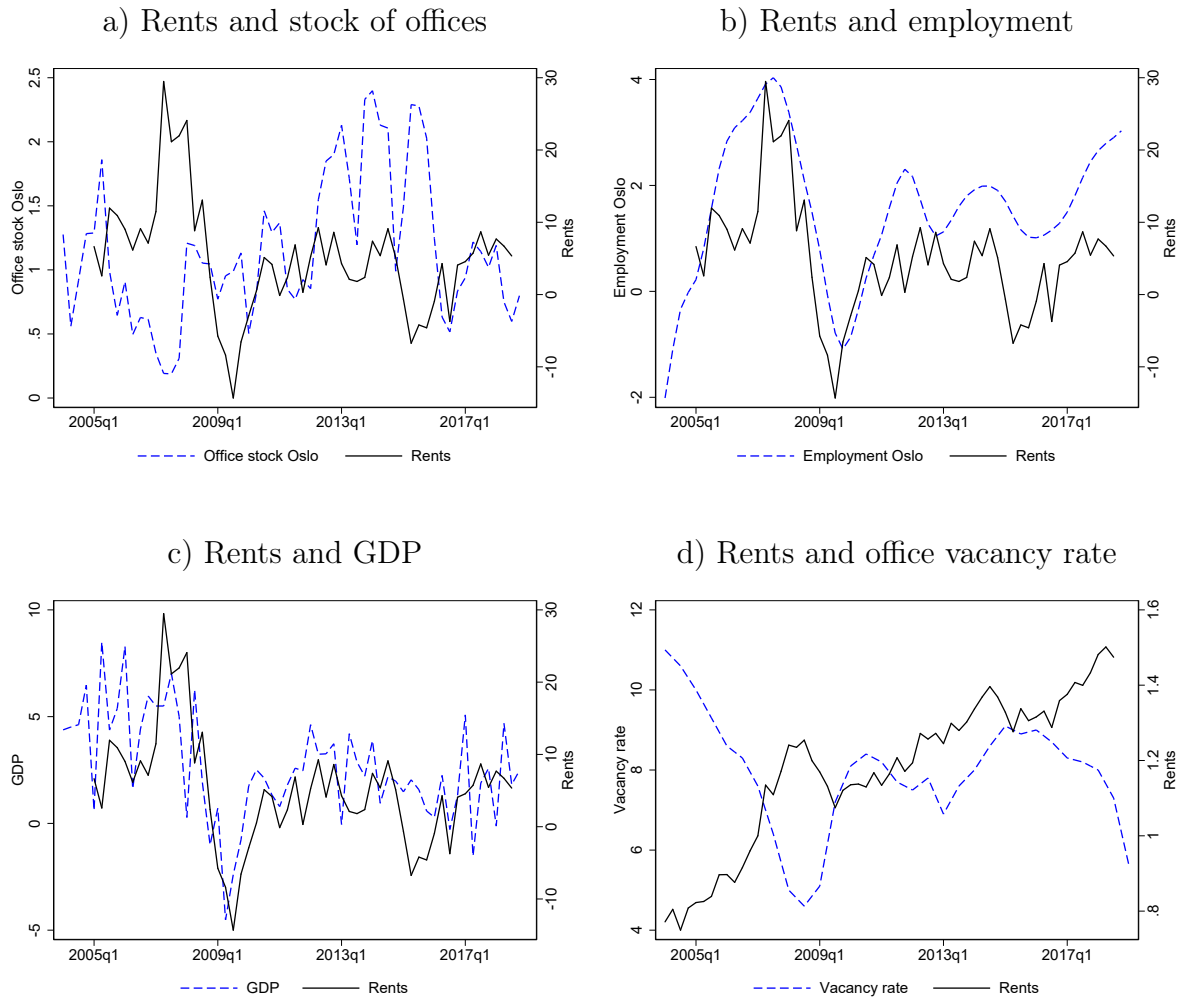 a) Rents and stock of offices
2.5
2
1.5
1
.5
0
Office stock Oslo
30
20
10
0
-10
Rents
2005q1 2009q1 2013q1 2017q1
Office stock Oslo Rents
b) Rents and employment
4
2
0
-2
Employment Oslo
30
20
10
0
-10
Rents
2005q1 2009q1 2013q1 2017q1
Employment Oslo Rents
c) Rents and GDP
10
5
0
-5
GDP
30
20
10
0
-10
Rents
2005q1 2009q1 2013q1 2017q1
GDP Rents
d) Rents and office vacancy rate
12
10
8
6
4
Vacancy rate
1.6
1.4
1.2
1
.8
Rents
2005q1 2009q1 2013q1 2017q1
Vacancy rate Rents